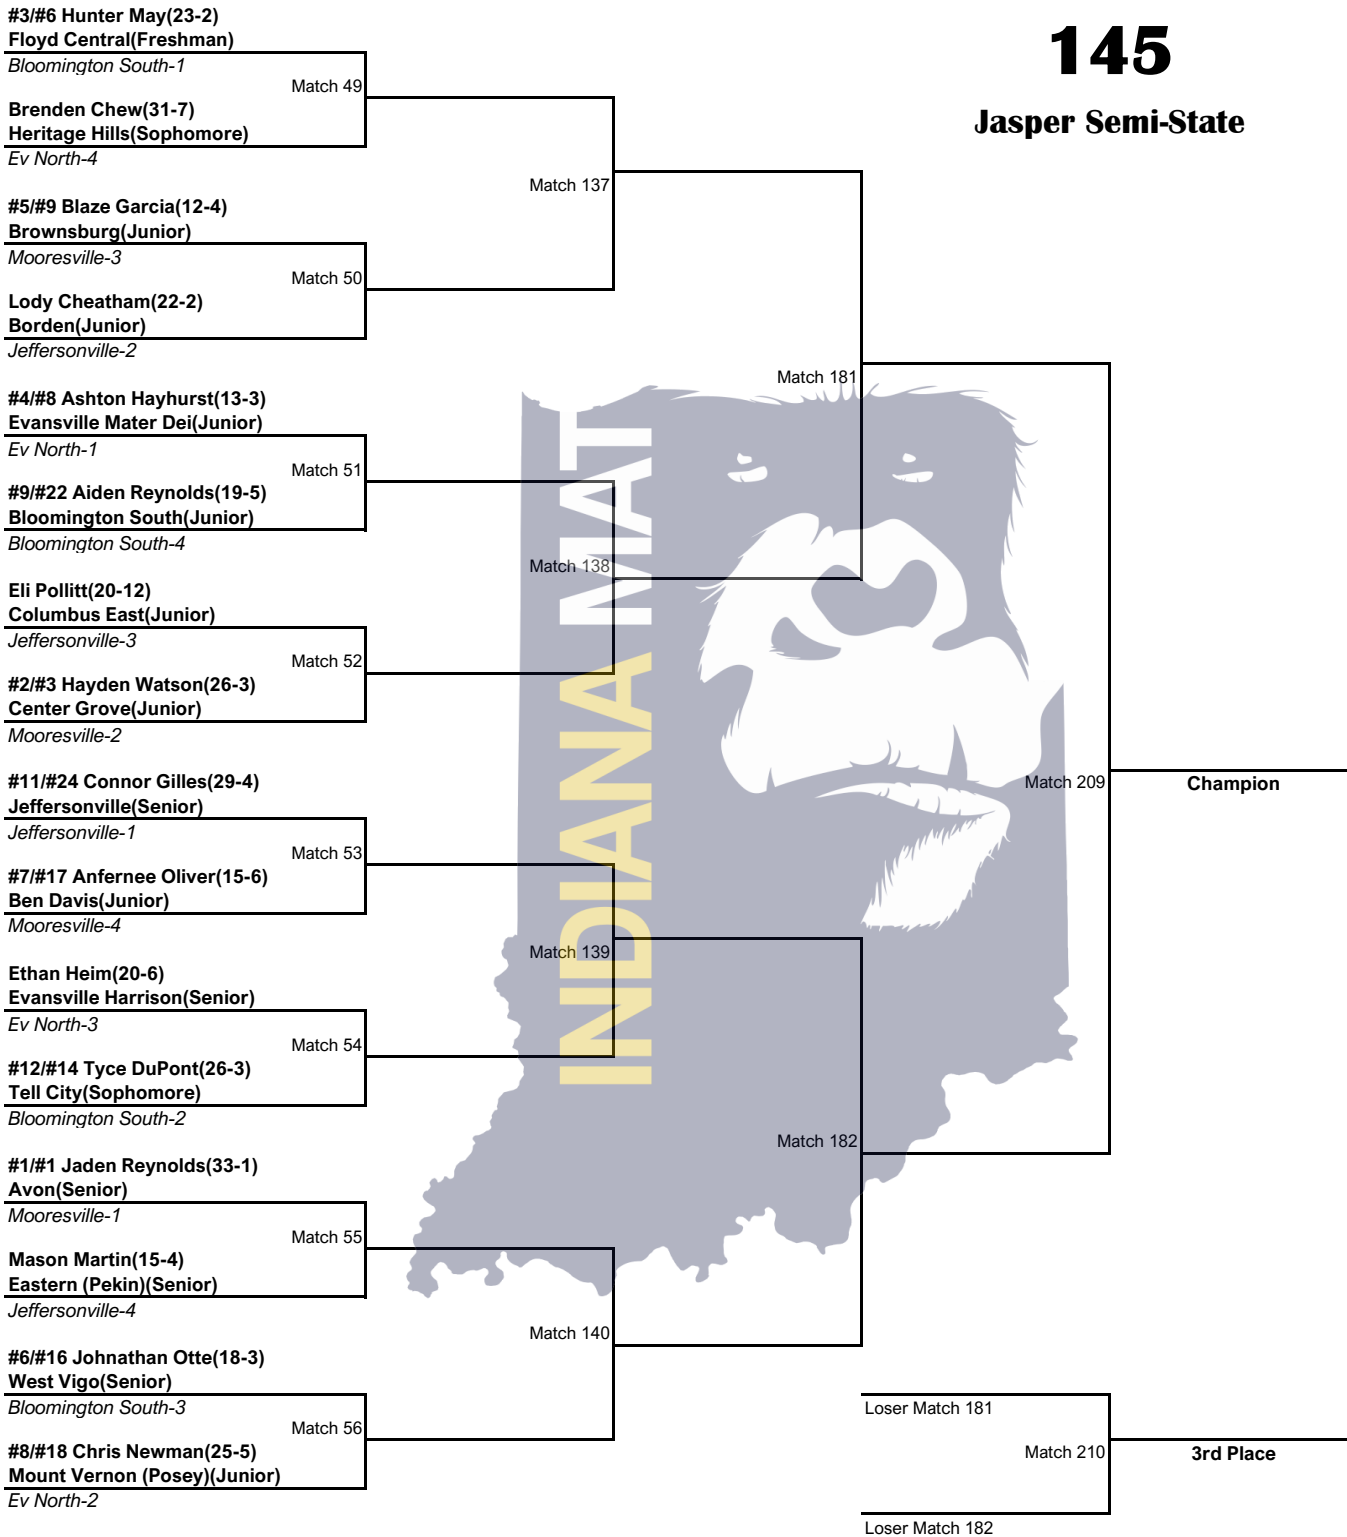 145
Jasper Semi-State
#3/#6 Hunter May(23-2)
Floyd Central(Freshman)
Bloomington South-1
Match 49
Brenden Chew(31-7)
Heritage Hills(Sophomore)
Ev North-4
Match 137
#5/#9 Blaze Garcia(12-4)
Brownsburg(Junior)
Mooresville-3
Match 50
Lody Cheatham(22-2)
Borden(Junior)
Jeffersonville-2
Match 181
#4/#8 Ashton Hayhurst(13-3)
Evansville Mater Dei(Junior)
Ev North-1
Match 51
#9/#22 Aiden Reynolds(19-5)
Bloomington South(Junior)
Bloomington South-4
Match 138
Eli Pollitt(20-12)
Columbus East(Junior)
Jeffersonville-3
Match 52
#2/#3 Hayden Watson(26-3)
Center Grove(Junior)
Mooresville-2
INDIANA MAT
Match 209
Champion
#11/#24 Connor Gilles(29-4)
Jeffersonville(Senior)
Jeffersonville-1
Match 53
#7/#17 Anfernee Oliver(15-6)
Ben Davis(Junior)
Mooresville-4
Match 139
Ethan Heim(20-6)
Evansville Harrison(Senior)
Ev North-3
Match 54
#12/#14 Tyce DuPont(26-3)
Tell City(Sophomore)
Bloomington South-2
Match 182
#1/#1 Jaden Reynolds(33-1)
Avon(Senior)
Mooresville-1
Match 55
Mason Martin(15-4)
Eastern (Pekin)(Senior)
Jeffersonville-4
Match 140
#6/#16 Johnathan Otte(18-3)
West Vigo(Senior)
Bloomington South-3
Match 56
#8/#18 Chris Newman(25-5)
Mount Vernon (Posey)(Junior)
Ev North-2
Loser Match 181
Match 210
3rd Place
Loser Match 182